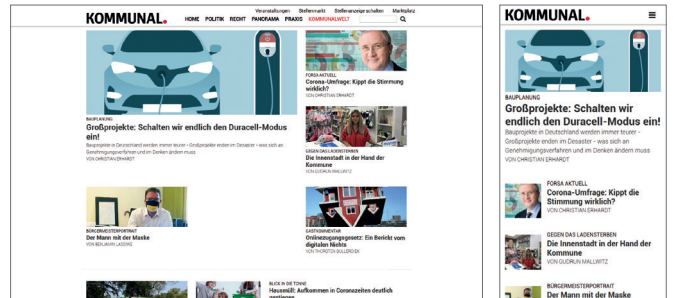 Veranstaltungen Stellenmarkt Stellenanzeige schalten Marktplatz
KOMMUNAL.
HOME POLITIK RECHT PANORAMA PRAXIS KOMMUNALWELT
BAUPLANUNG
Großprojekte: Schalten wir endlich den Duracell-Modus
ein!
Bauprojekte in Deutschland werden immer teurer - Großprojekte enden im Desaster - was sich an
Genehmigungsverfahren und im Denken ändern muss
VON CHRISTIAN ERHARDT
FORSA AKTUELL
Corona-Umfrage: Kippt die Stimmung
wirklich?
VON CHRISTIAN ERHARDT
GEGEN DAS LADENSTERBEN
Die Innenstadt in der Hand der
Kommune
VON GUDRUN MALLWITZ
BÜRGERMEISTERPORTRAIT
Der Mann mit der Maske
VON BENJAMIN LASSIWE
GASTKOMMENTAR
Onlinezugangsgesetz: Ein Bericht vom
digitalen Nichts
VON THORSTEN BULLERDIEK
BLICK IN DIE TONNE
Hausmüll: Aufkommen in Coronazeiten deutlich
gestiegen
KOMMUNAL.
BAUPLANUNG
Großprojekte: Schalten wir
endlich den Duracell-Modus ein!
Bauprojekte in Deutschland werden immer teurer -
Großprojekte enden im Desaster - was sich an
Genehmigungsverfahren und im Denken ändern muss
VON CHRISTIAN ERHARDT
FORSA AKTUELL
Corona-Umfrage: Kippt die
Stimmung wirklich?
VON CHRISTIAN ERHARDT
GEGEN DAS LADENSTERBEN
Die Innenstadt in der Hand der
Kommune
VON GUDRUN MALLWITZ
BÜRGERMEISTERPORTRAIT
Der Mann mit der Maske